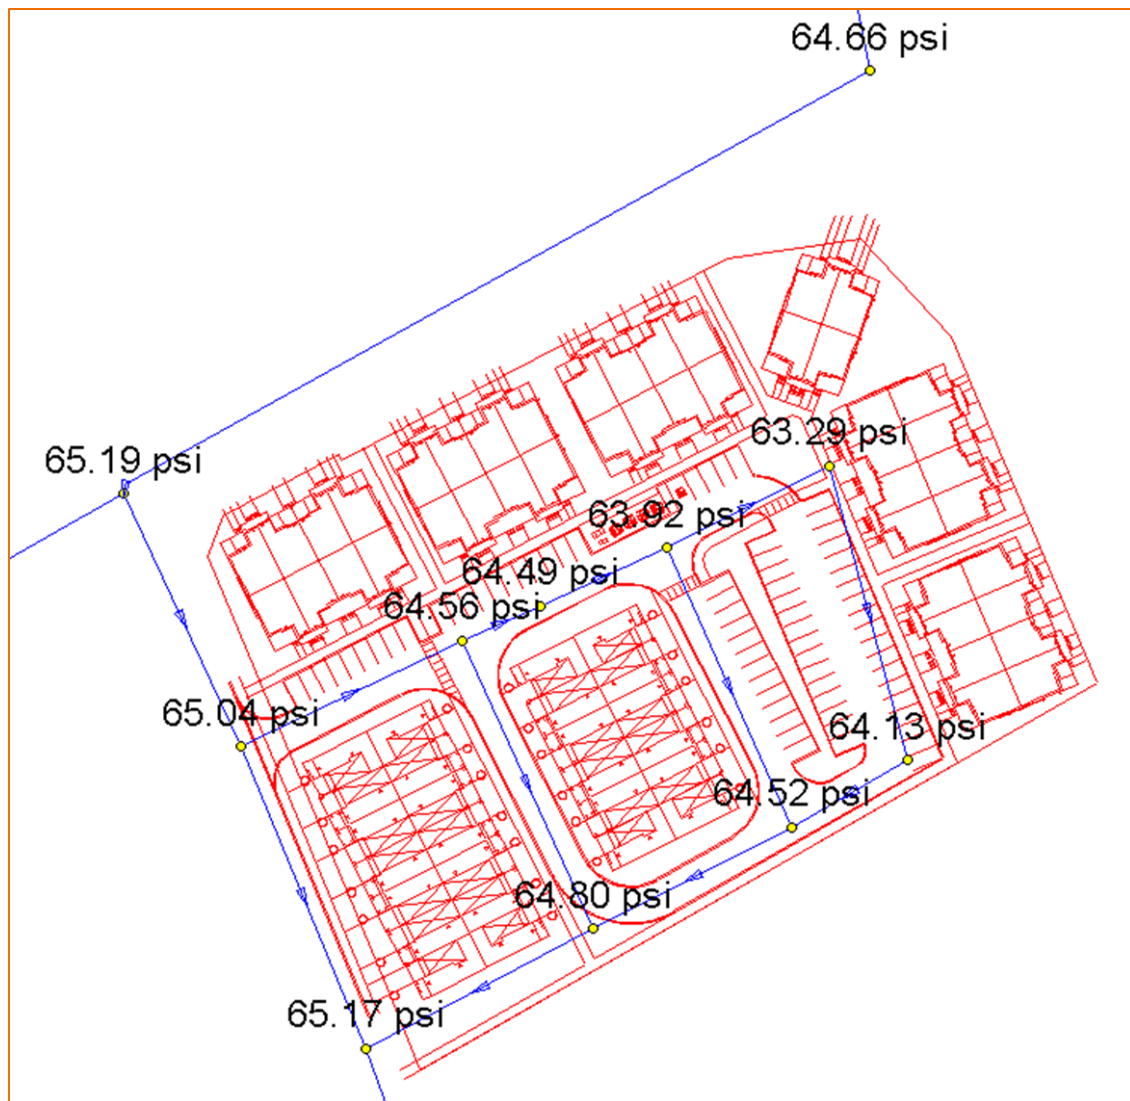 64.66 psi
63.29 psi
65.19 psi
63.92 psi
64.49 psi
64.56 psi
65.04 psi
64.13 psi
64.52 psi
64.80 psi
65.17 psi